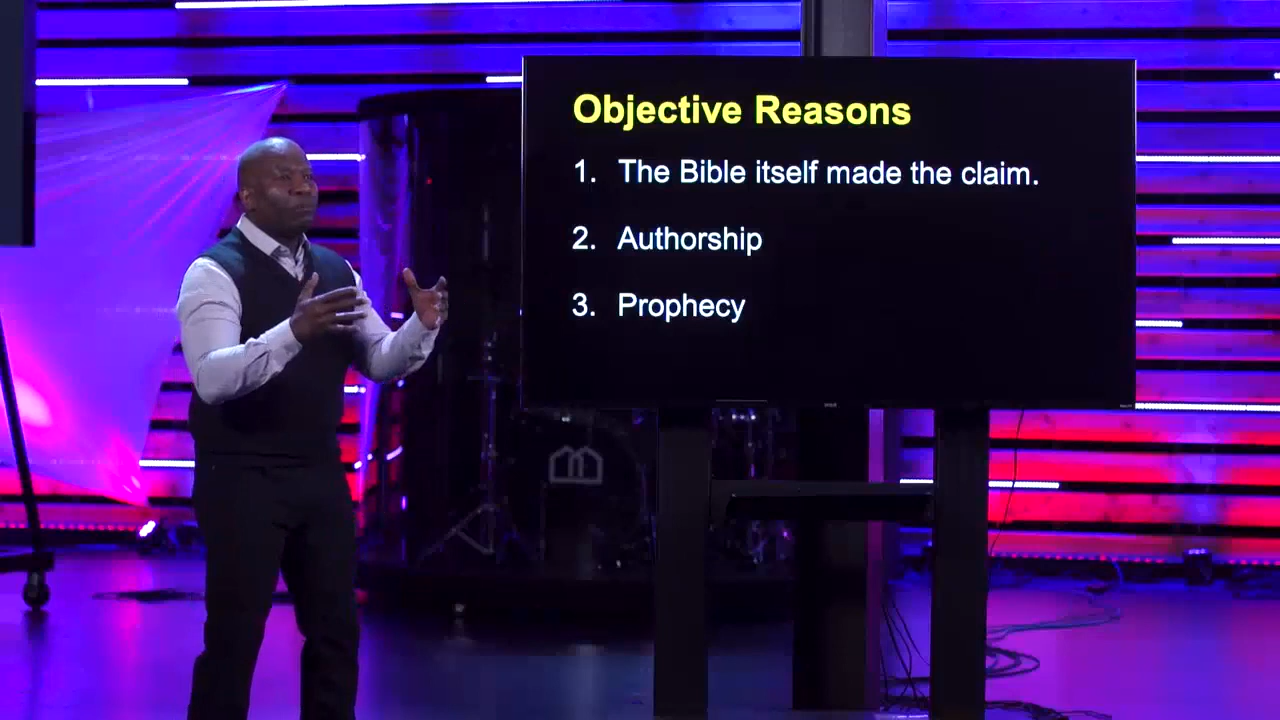 Objective Reasons
1. The Bible itself made the claim.
2. Authorship
3. Prophecy